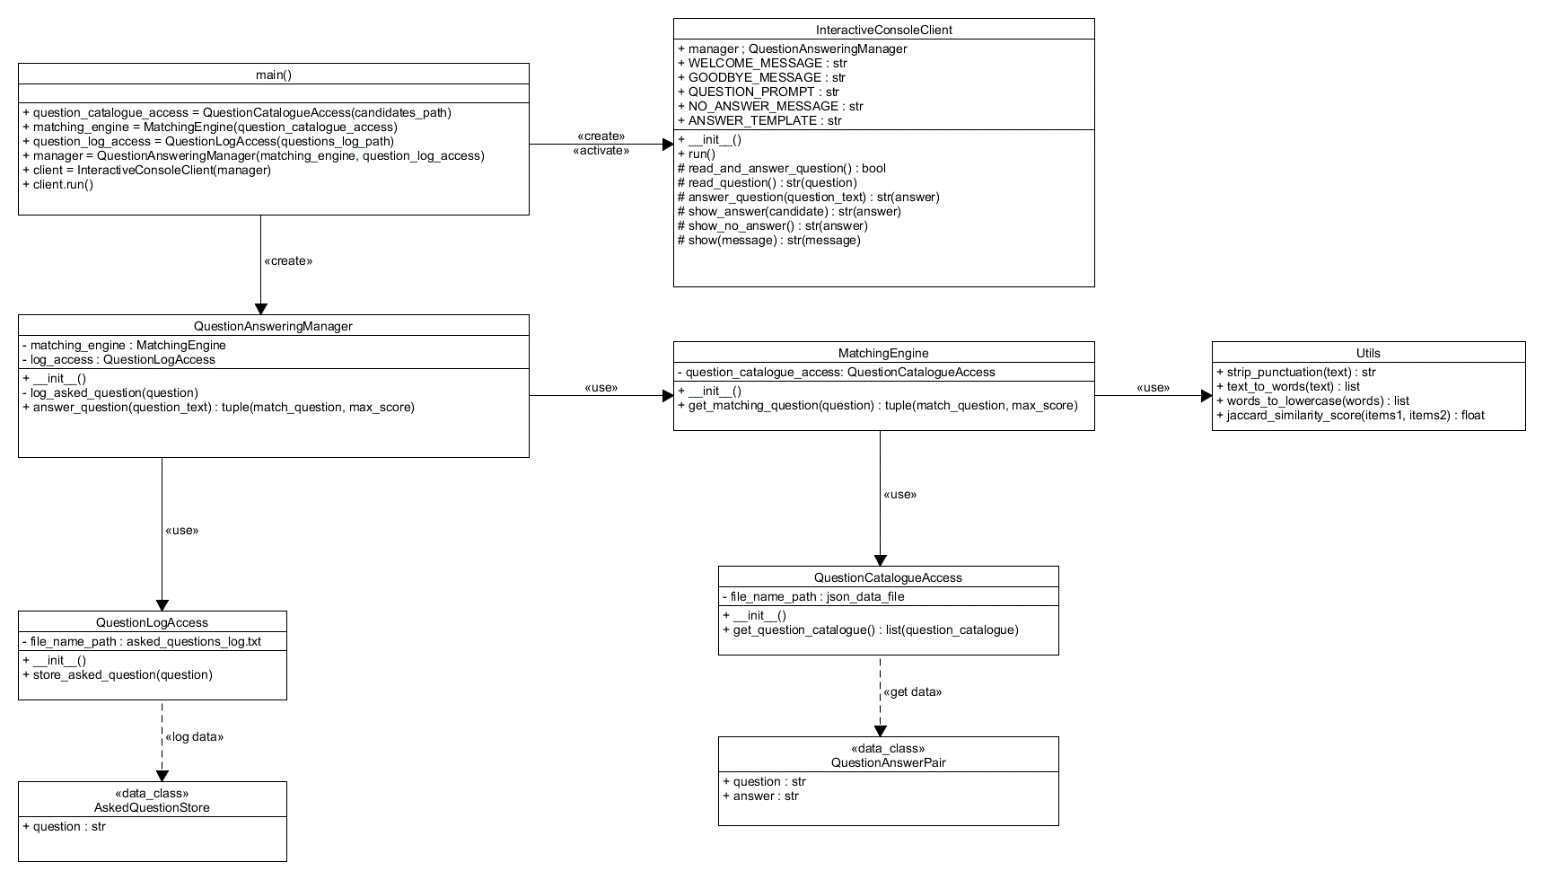 main()
+ question_catalogue_access = QuestionCatalogueAccess(candidates_path)
+ matching_engine = MatchingEngine(question_catalogue_access)
+ question_log_access = QuestionLogAccess(questions_log_path)
+ manager = QuestionAnsweringManager(matching_engine, question_log_access)
+ client = InteractiveConsoleClient(manager)
+ client.run()
«create»
«activate»
InteractiveConsoleClient
+ manager ; QuestionAnsweringManager
+ WELCOME_MESSAGE : str
+ GOODBYE_MESSAGE : str
+ QUESTION_PROMPT : str
+ NO_ANSWER_MESSAGE : str
+ ANSWER_TEMPLATE : str
+ __init__()
+ run()
# read_and_answer_question() : bool
# read_question() : str(question)
# answer_question(question_text) : str(answer)
# show_answer(candidate) : str(answer)
# show_no_answer() : str(answer)
# show(message) : str(message)
«create»
QuestionAnsweringManager
- matching_engine : MatchingEngine
- log_access : QuestionLogAccess
+ __init__()
- log_asked_question(question)
+ answer_question(question_text) : tuple(match_question, max_score)
«use»
MatchingEngine
- question_catalogue_access: QuestionCatalogueAccess
+ __init__()
+ get_matching_question(question) : tuple(match_question, max_score)
«use»
Utils
+ strip_punctuation(text) : str
+ text_to_words(text) : list
+ words_to_lowercase(words) : list
+ jaccard_similarity_score(items1, items2) : float
«use»
«use»
QuestionLogAccess
- file_name_path : asked_questions_log.txt
+ __init__()
+ store_asked_question(question)
QuestionCatalogueAccess
- file_name_path : json_data_file
+ __init__()
+ get_question_catalogue() : list(question_catalogue)
«log data»
«get data»
«data_class»
AskedQuestionStore
+ question : str
«data_class»
QuestionAnswerPair
+ question : str
+ answer : str